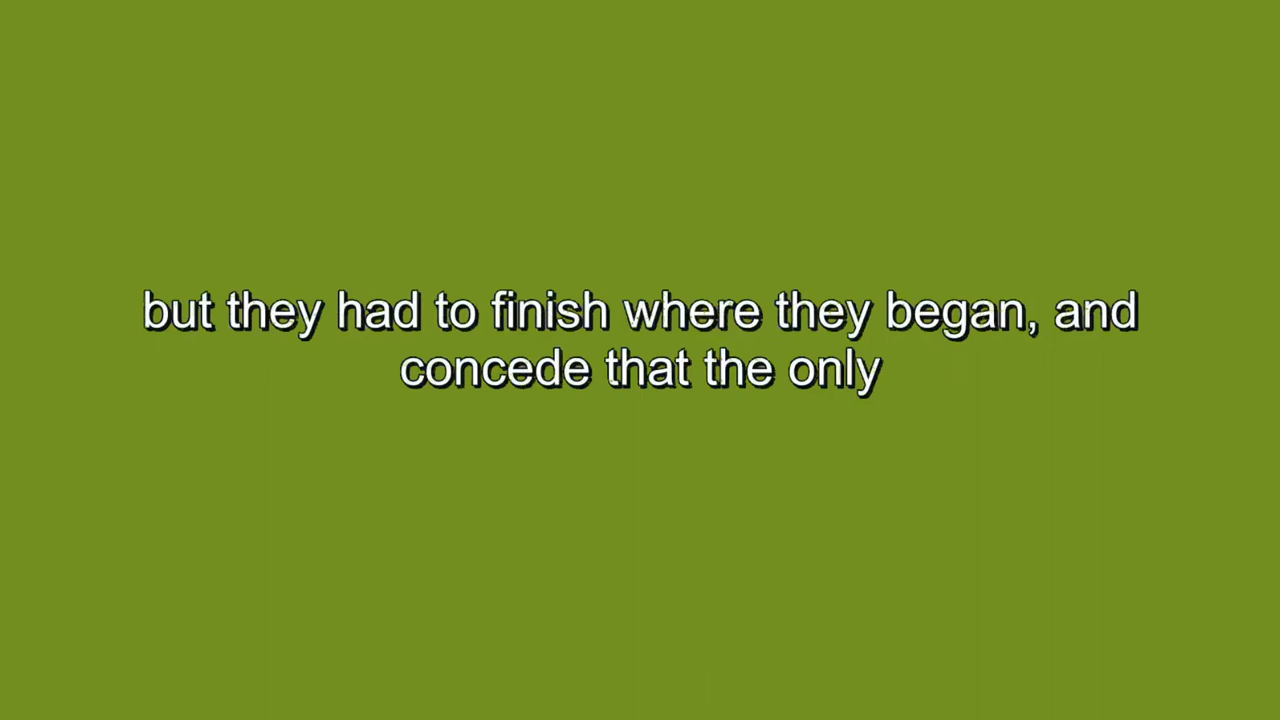 but they had to finish where they began, and
concede that the only